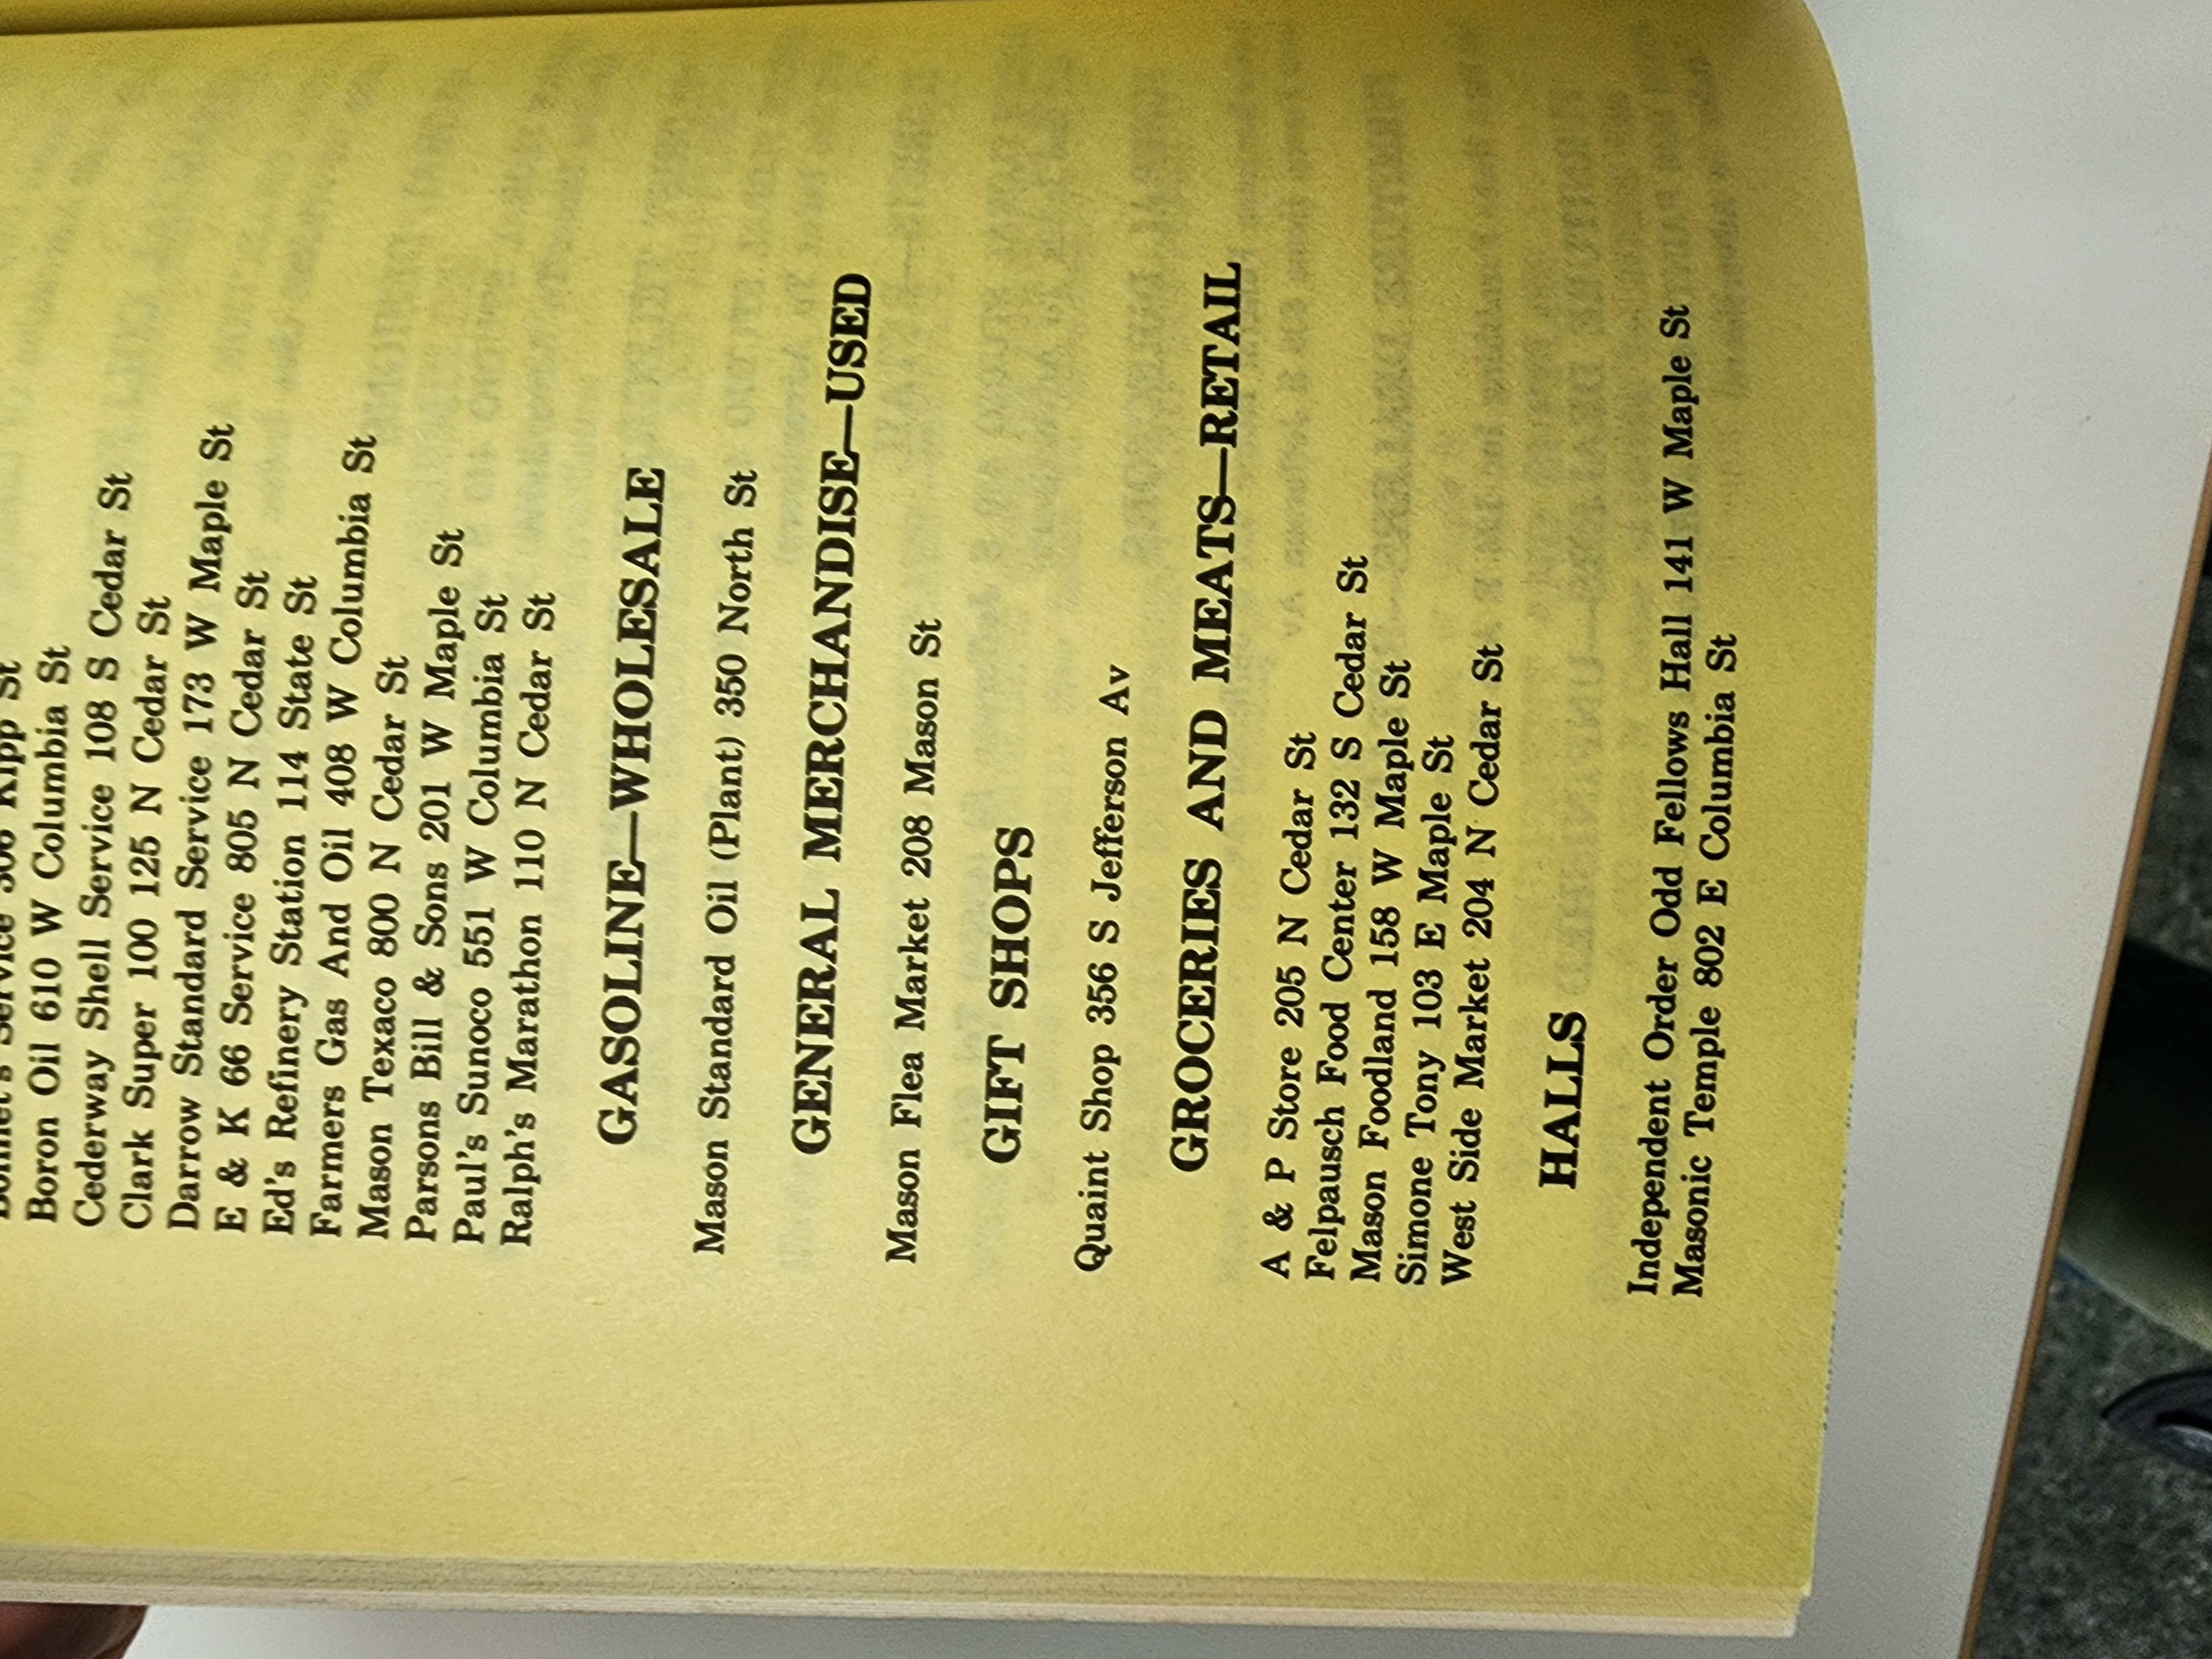 Service 306 Kipp St
Boron Oil 610 W Columbia St
Cederway Shell Service 108 S Cedar St
Clark Super 100 125 N Cedar St
Darrow Standard Service 173 W Maple St
E & K 66 Service 805 N Cedar St
Ed's Refinery Station 114 State St
Farmers Gas And Oil 408 W Columbia St
Mason Texaco 800 N Cedar St
Parsons Bill & Sons 201 W Maple St
Paul's Sunoco 551 W Columbia St
Ralph's Marathon 110 N Cedar St
GASOLINE—WHOLESALE
Mason Standard Oil (Plant) 350 North St
GENERAL MERCHANDISE—USED
Mason Flea Market 208 Mason St
GIFT SHOPS
Quaint Shop 356 S Jefferson Av
GROCERIES AND MEATS—RETAIL
A & P Store 205 N Cedar St
Felpausch Food Center 132 S Cedar St
Mason Foodland 158 W Maple St
Simone Tony 103 E Maple St
West Side Market 204 N Cedar St
HALLS
Independent Order Odd Fellows Hall 141 W Maple St
Masonic Temple 802 E Columbia St